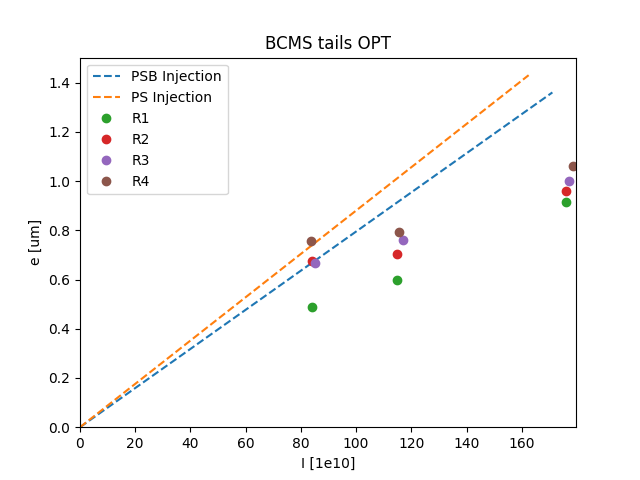 BCMS tails OPT
PSB Injection
PS Injection
R1
R2
R3
R4
e [um]
1.4
1.2
1.0
0.8
0.6
0.4
0.2
0.0
0 20 40 60 80 100 120 140 160
I [1e10]